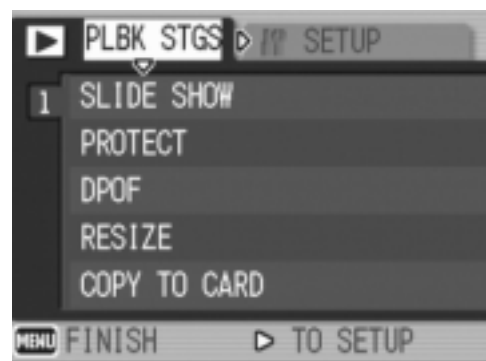 PLBK STGS SETUP
1 SLIDE SHOW
PROTECT
DPOF
RESIZE
COPY TO CARD
MENU FINISH TO SETUP